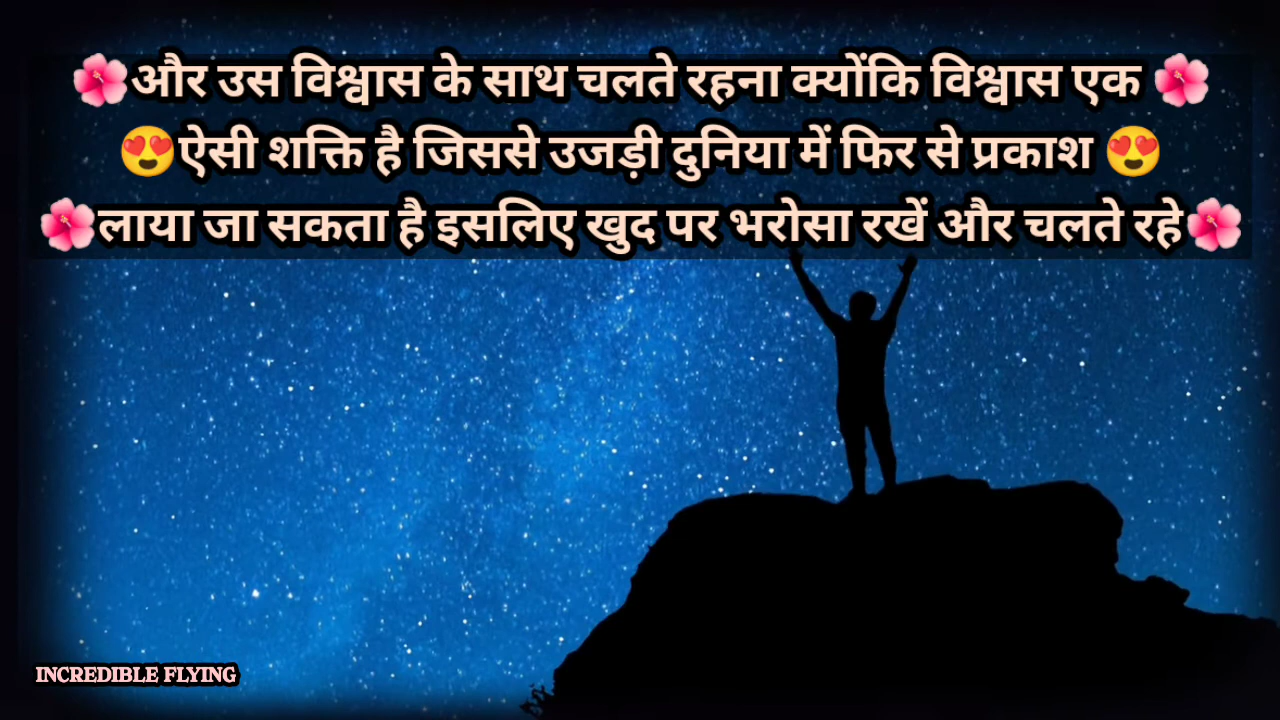 🌺और उस विश्वास के साथ चलते रहना क्योंकि विश्वास एक 🌺
😍ऐसी शक्ति है जिससे उजड़ी दुनिया में फिर से प्रकाश 😍
🌺लाया जा सकता है इसलिए खुद पर भरोसा रखें और चलते रहे🌺
INCREDIBLE FLYING